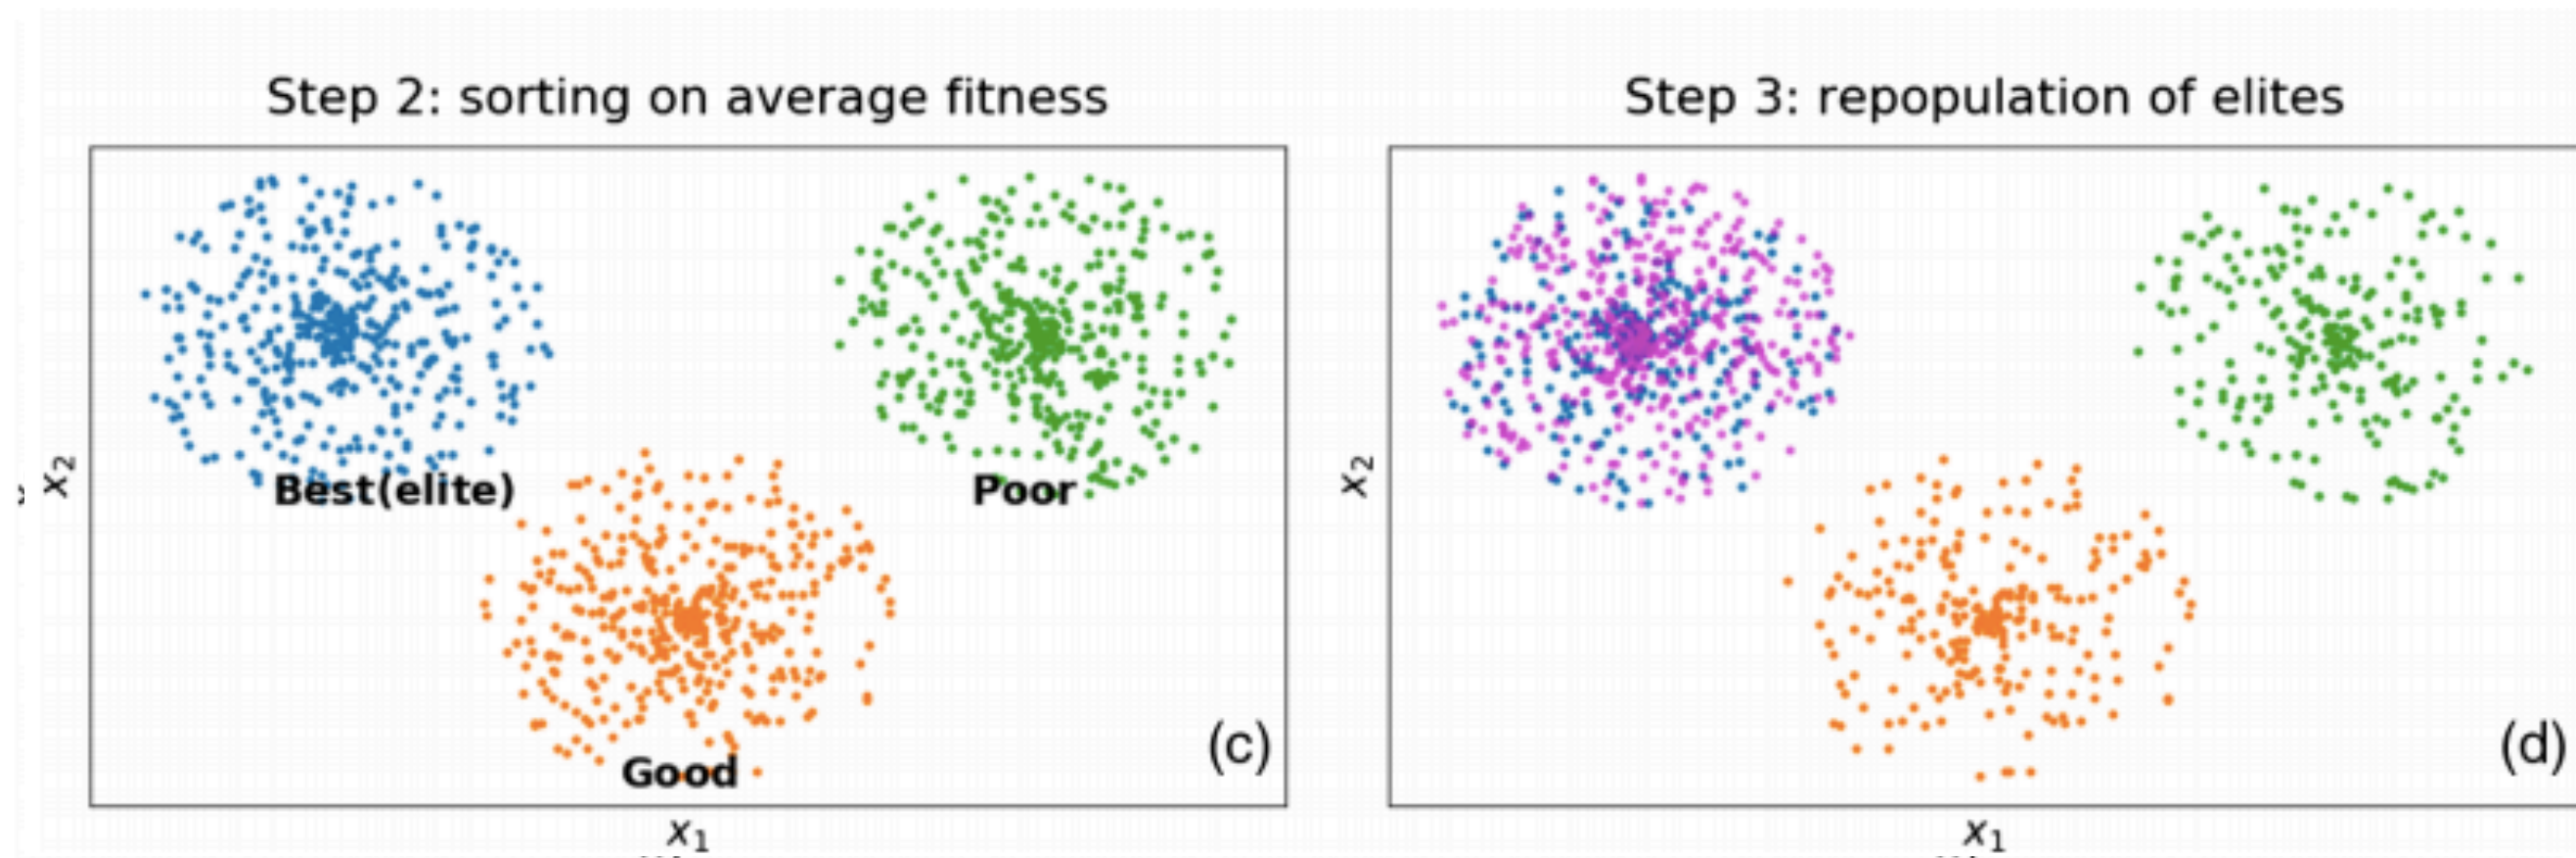 Step 2: sorting on average fitness
x2
Best(elite)
Poor
Good
(c)
x1
Step 3: repopulation of elites
x2
(d)
x1